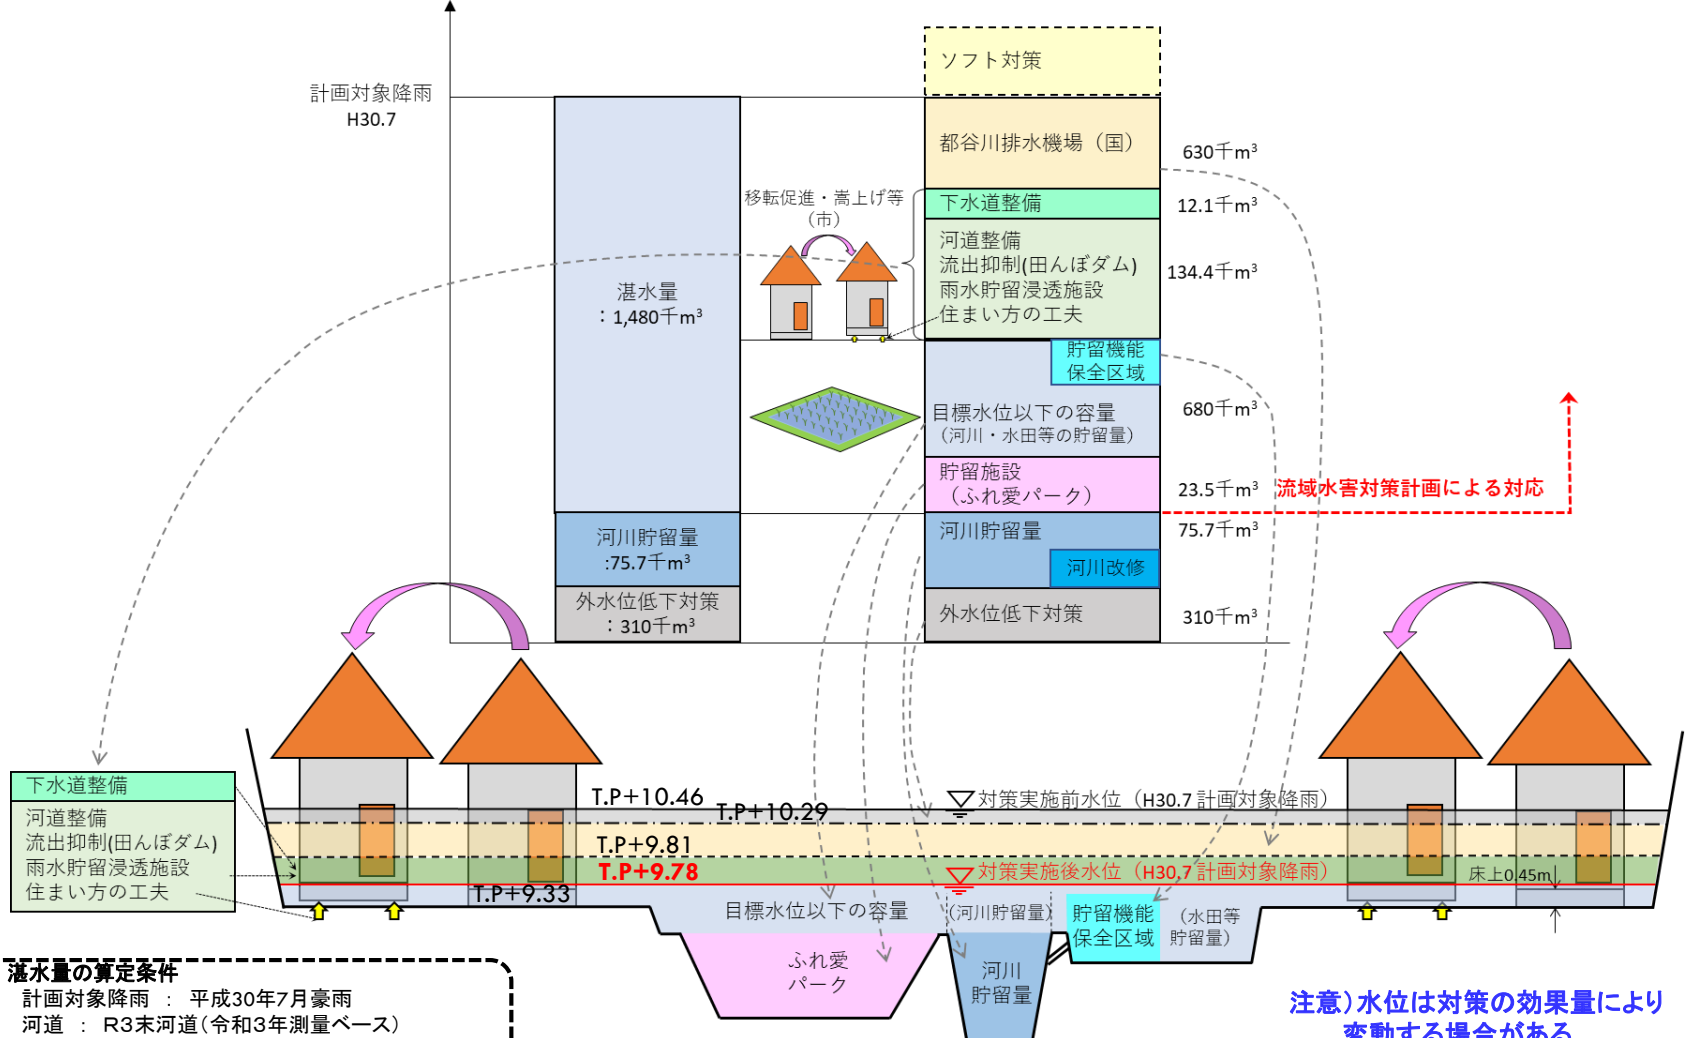 計画対象降雨
H30.7
湛水量
：1,480千m³
河川貯留量
:75.7千m³
外水位低下対策
：310千m³
移転促進・嵩上げ等
（市）
ソフト対策
都谷川排水機場（国）
630千m³
下水道整備
12.1千m³
河道整備
流出抑制(田んぼダム)
雨水貯留浸透施設
住まい方の工夫
134.4千m³
貯留機能
保全区域
目標水位以下の容量
（河川・水田等の貯留量）
680千m³
貯留施設
（ふれ愛パーク）
23.5千m³
流域水害対策計画による対応
河川貯留量
75.7千m³
河川改修
外水位低下対策
310千m³
下水道整備
河道整備
流出抑制(田んぼダム)
雨水貯留浸透施設
住まい方の工夫
T.P+10.46
対策実施前水位（H30.7 計画対象降雨）
T.P+10.29
T.P+9.81
T.P+9.78
対策実施後水位（H30,7 計画対象降雨）
床上0.45m
T.P+9.33
目標水位以下の容量
（河川貯留量）
貯留機能
保全区域
（水田等
貯留量）
ふれ愛
パーク
河川
貯留量
湛水量の算定条件
計画対象降雨 ： 平成30年7月豪雨
河道 ： R3末河道（令和3年測量ベース）
注意）水位は対策の効果量により
変動する場合がある